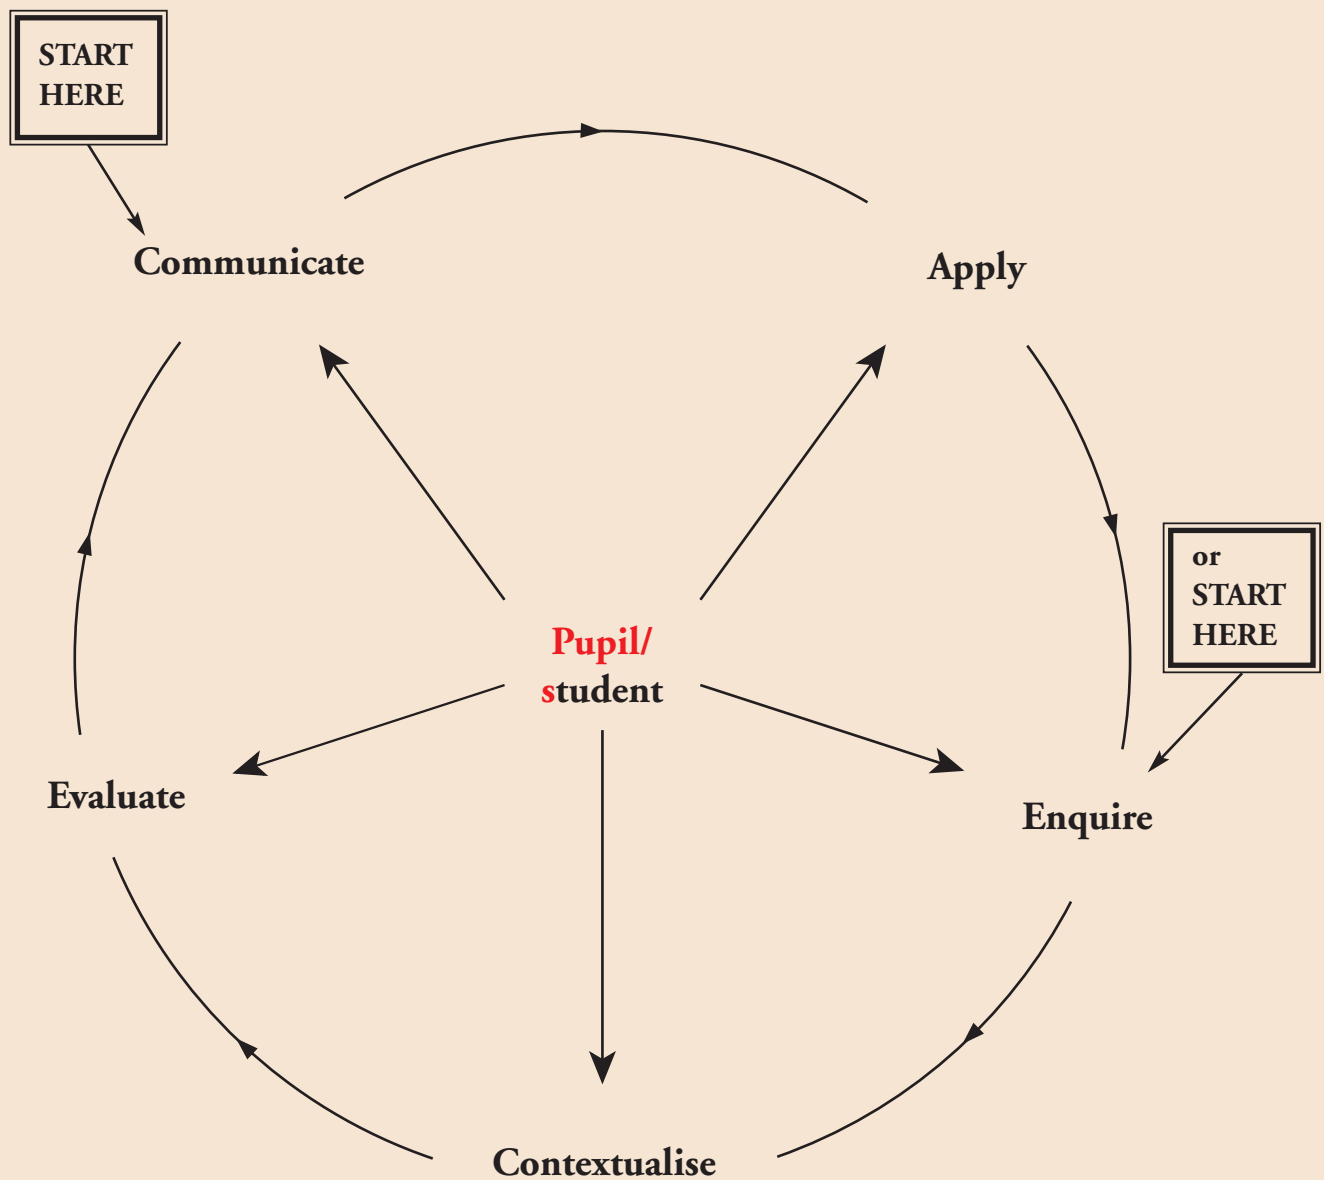 START
HERE
Communicate
Apply
or
START
HERE
Pupil/
student
Evaluate
Enquire
Contextualise